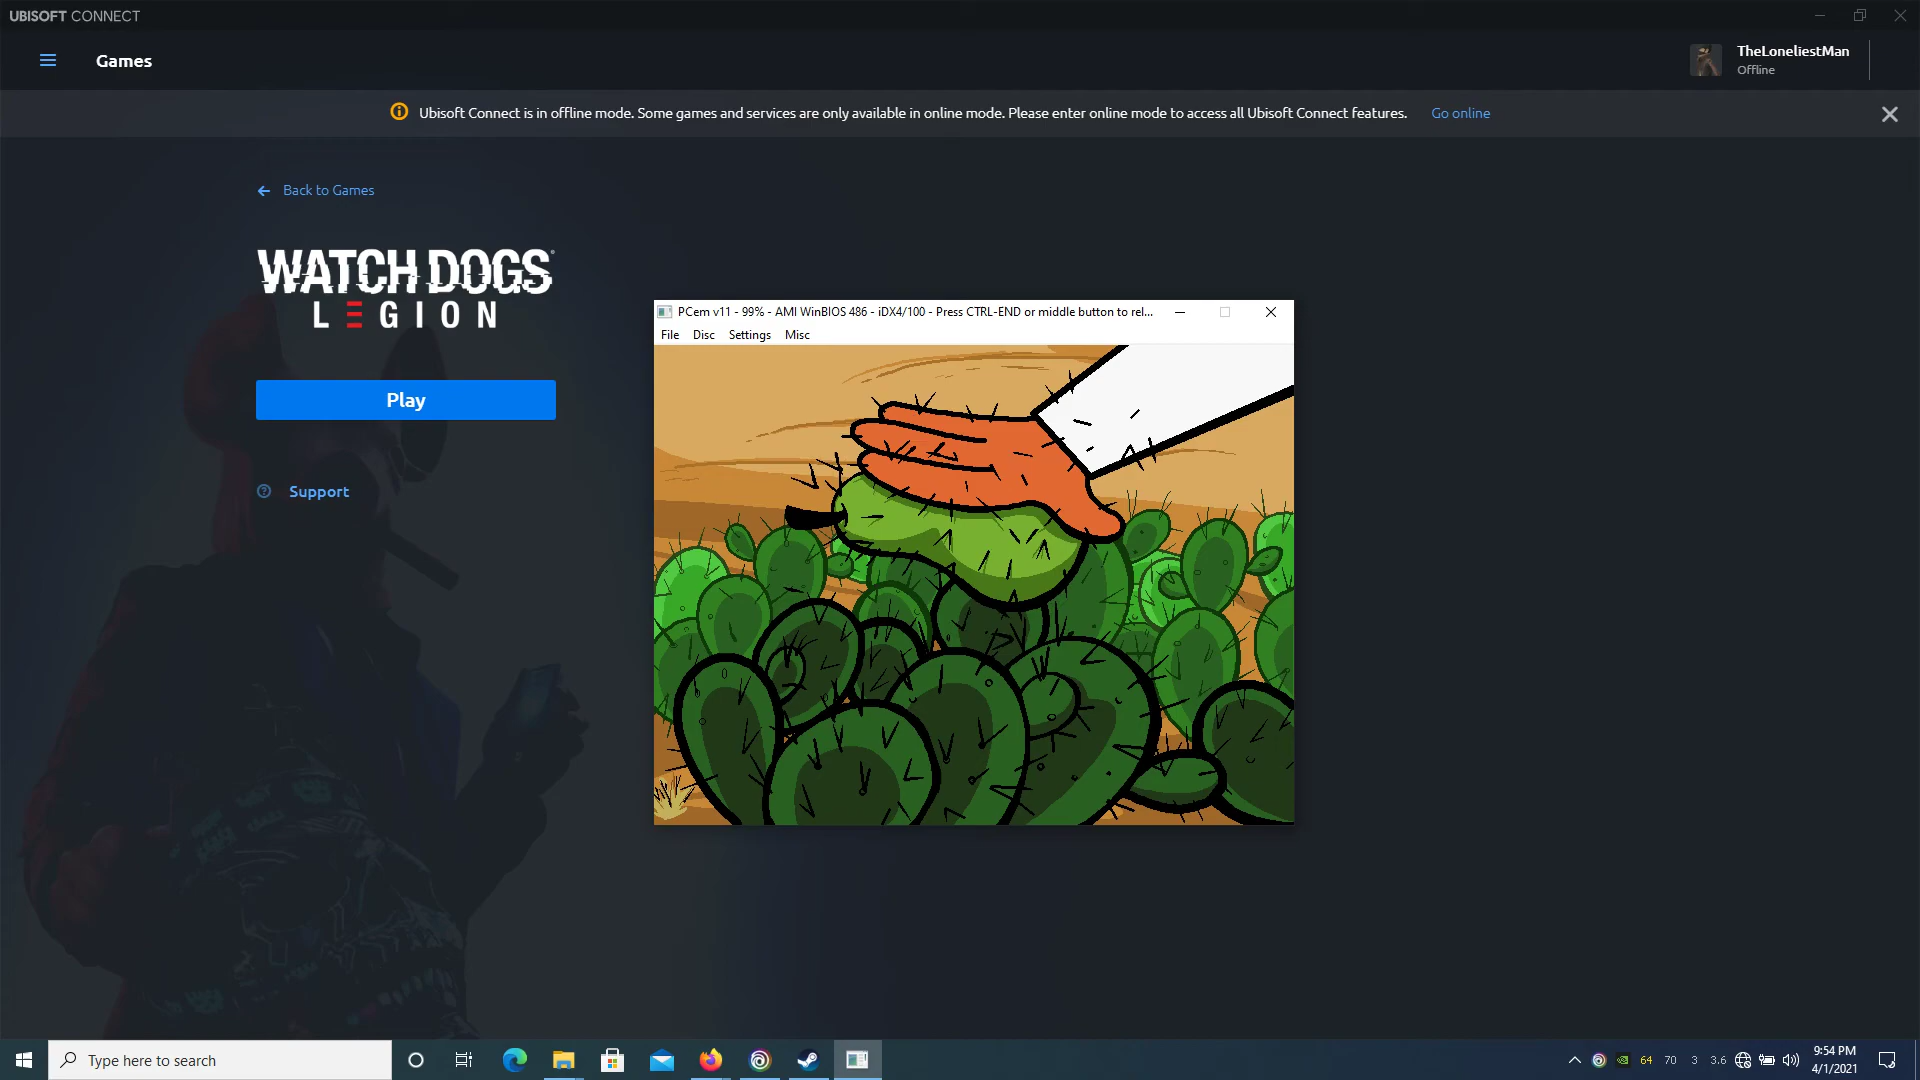 UBISOFT CONNECT
Games
TheLoneliestMan
Offline
Ubisoft Connect is in offline mode. Some games and services are only available in online mode. Please enter online mode to access all Ubisoft Connect features. Go online
Back to Games
WATCH DOGS
LEGION
Play
Support
PCem v11 - 99% - AMI WinBIOS 486 - iDX4/100 - Press CTRL-END or middle button to rel...
File Disc Settings Misc
Type here to search
64 70 3 3.6
9:54 PM
4/1/2021